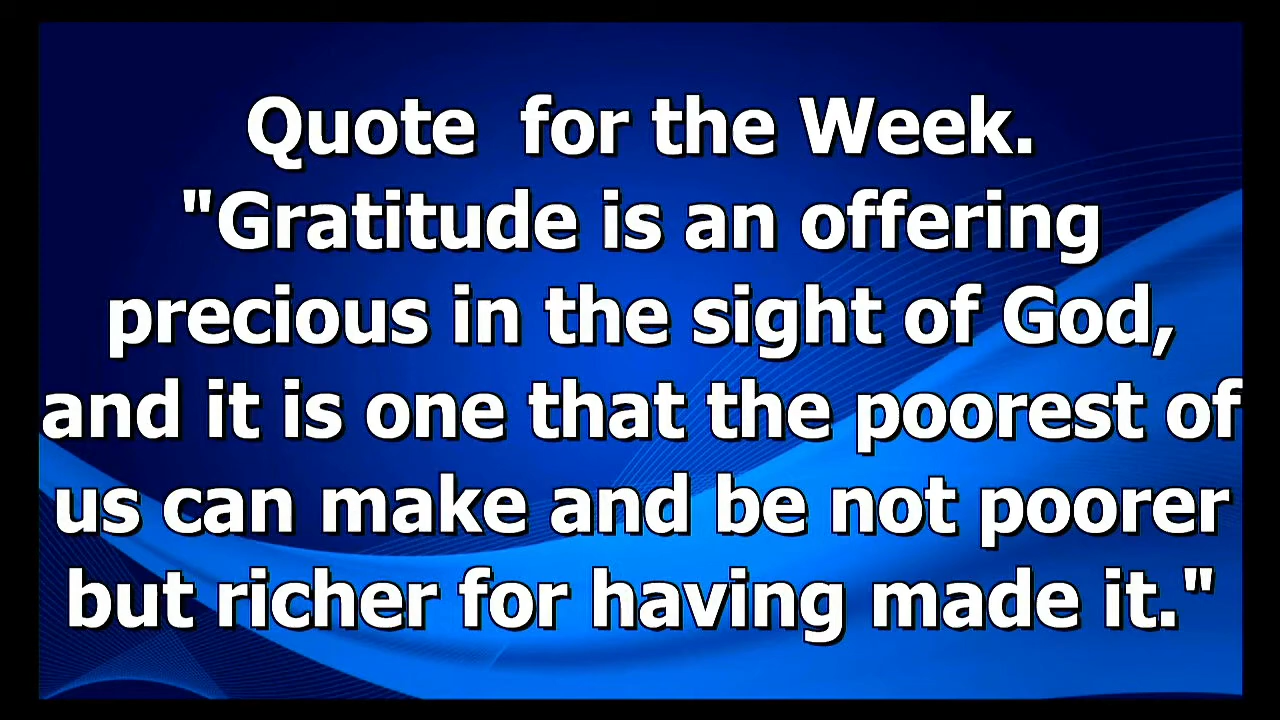 Quote  for the Week.
"Gratitude is an offering
precious in the sight of God,
and it is one that the poorest of
us can make and be not poorer
but richer for having made it."